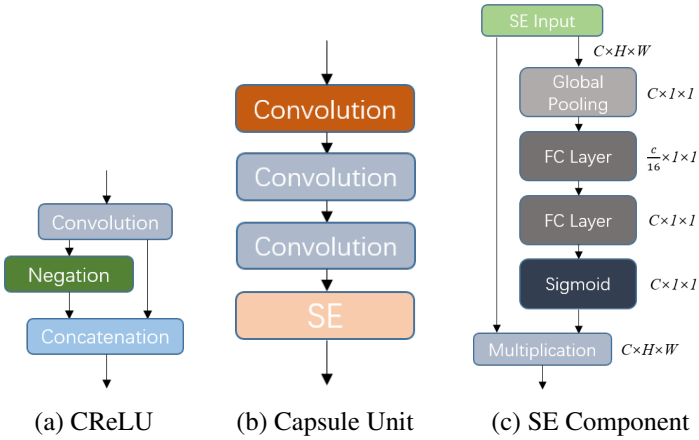 Convolution
Negation
Concatenation
(a) CReLU
Convolution
Convolution
Convolution
SE
(b) Capsule Unit
SE Input
C×H×W
Global
Pooling
C×1×1
FC Layer
c/16 ×1×1
FC Layer
C×1×1
Sigmoid
C×1×1
Multiplication
C×H×W
(c) SE Component